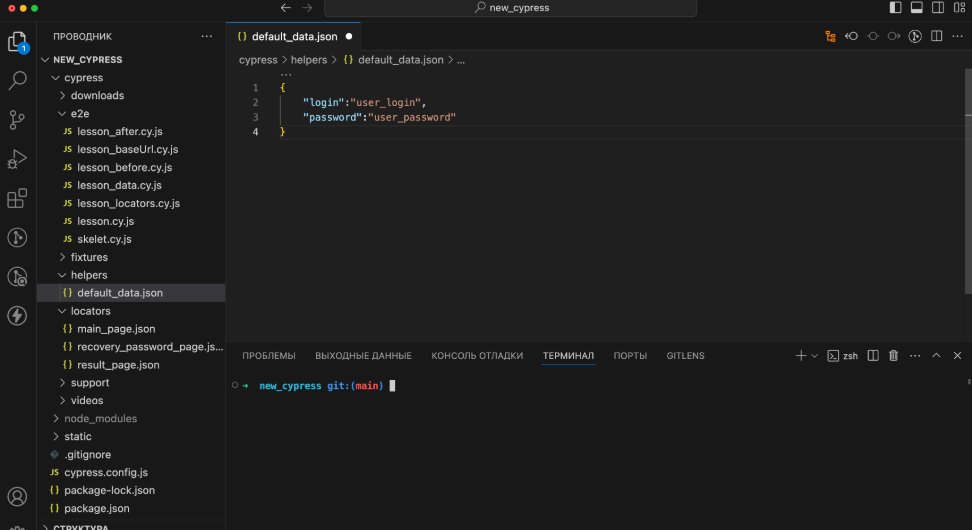 new_cypress
1
ПРОВОДНИК ...
NEW_CYPRESS
cypress
downloads
e2e
JS lesson_after.cy.js
JS lesson_baseUrl.cy.js
JS lesson_before.cy.js
JS lesson_data.cy.js
JS lesson_locators.cy.js
JS lesson.cy.js
JS skelet.cy.js
fixtures
helpers
{} default_data.json
locators
{} main_page.json
{} recovery_password_page.js...
{} result_page.json
support
videos
node_modules
static
.gitignore
JS cypress.config.js
{} package-lock.json
{} package.json
СТРУКТУРА
{} default_data.json ●
cypress > helpers > {} default_data.json > ...
...
1 {
2 "login":"user_login",
3 "password":"user_password"
4 }
ПРОБЛЕМЫ ВЫХОДНЫЕ ДАННЫЕ КОНСОЛЬ ОТЛАДКИ ТЕРМИНАЛ ПОРТЫ GITLENS
zsh
→ new_cypress git:(main)